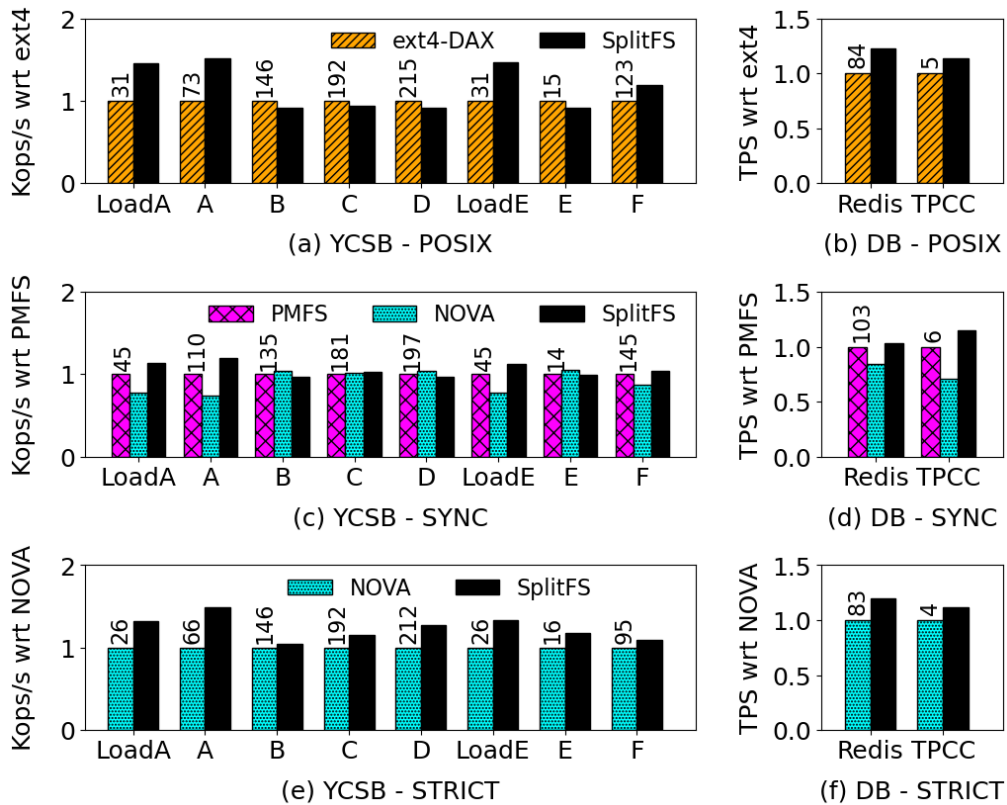 Kops/s wrt ext4
2
1
0
ext4-DAX
SplitFS
31
73
146
192
215
31
15
123
LoadA A B C D LoadE E F
(a) YCSB - POSIX
TPS wrt ext4
1.5
1.0
0.5
0.0
84
5
Redis TPCC
(b) DB - POSIX
Kops/s wrt PMFS
2
1
0
PMFS
NOVA
SplitFS
45
110
135
181
197
45
14
145
LoadA A B C D LoadE E F
(c) YCSB - SYNC
TPS wrt PMFS
1.5
1.0
0.5
0.0
103
6
Redis TPCC
(d) DB - SYNC
Kops/s wrt NOVA
2
1
0
NOVA
SplitFS
26
66
146
192
212
26
16
95
LoadA A B C D LoadE E F
(e) YCSB - STRICT
TPS wrt NOVA
1.5
1.0
0.5
0.0
83
4
Redis TPCC
(f) DB - STRICT